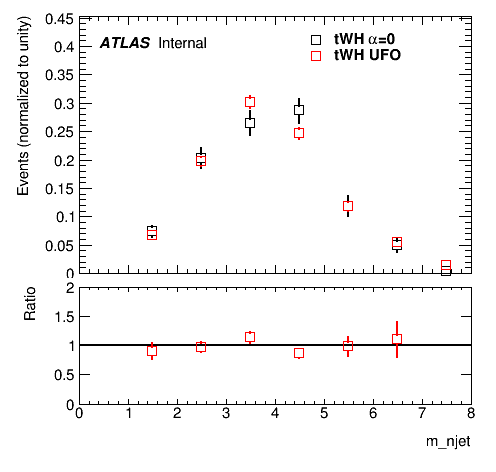 ATLAS Internal
tWH α=0
tWH UFO
Events (normalized to unity)
0.45
0.4
0.35
0.3
0.25
0.2
0.15
0.1
0.05
0
Ratio
2
1.5
1
0.5
0
0 1 2 3 4 5 6 7 8
m_njet